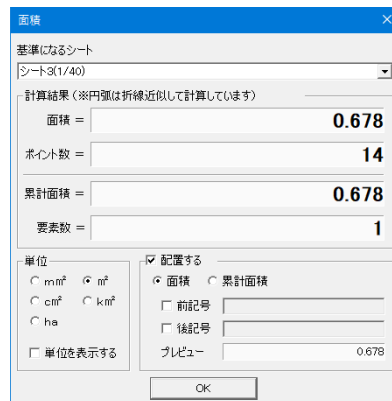 面積
基準になるシート
シート3(1/40)
計算結果(※円弧は折線近似して計算しています)
面積 = 0.678
ポイント数 = 14
累計面積 = 0.678
要素数 = 1
単位
mm² m²
cm² km²
ha
単位を表示する
配置する
面積 累計面積
前記号
後記号
プレビュー 0.678
OK